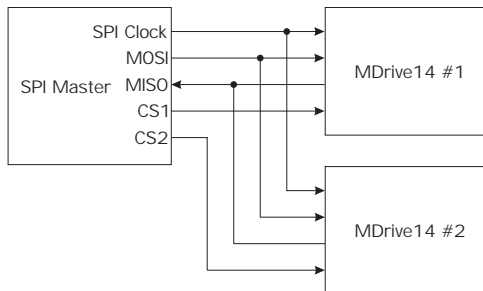 SPI Clock
MOSI
SPI Master
MISO
CS1
CS2
MDrive14 #1
MDrive14 #2